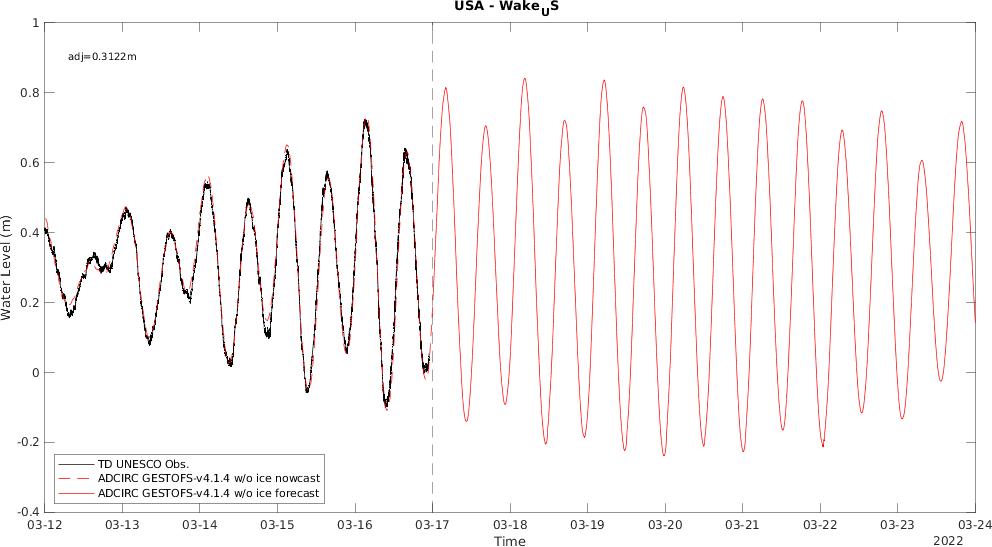 USA - Wake_US
adj=0.3122m
1
0.8
0.6
0.4
0.2
0
-0.2
-0.4
Water Level (m)
TD UNESCO Obs.
ADCIRC GESTOFS-v4.1.4 w/o ice nowcast
ADCIRC GESTOFS-v4.1.4 w/o ice forecast
03-12 03-13 03-14 03-15 03-16 03-17 03-18 03-19 03-20 03-21 03-22 03-23 03-24
Time
2022